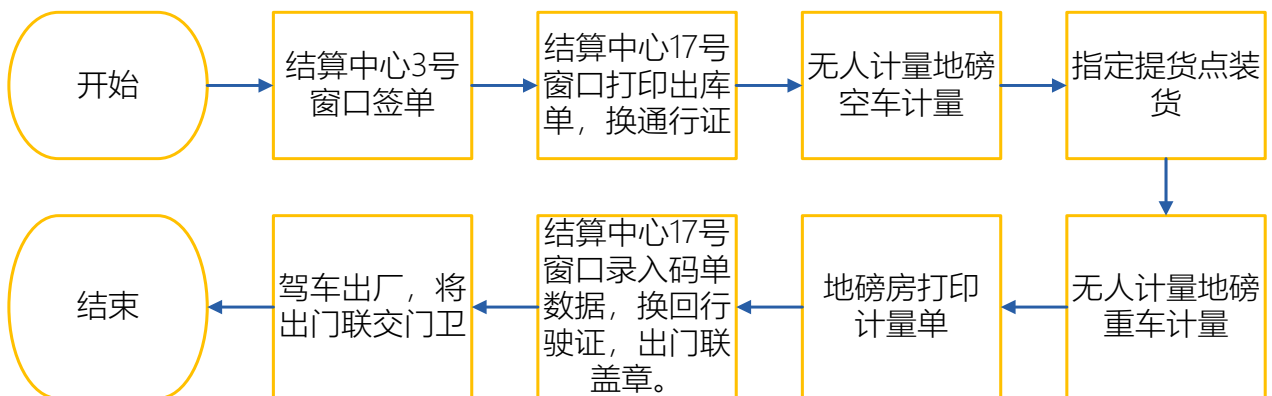 开始
结算中心3号
窗口签单
结算中心17号
窗口打印出库
单，换通行证
无人计量地磅
空车计量
指定提货点装
货
无人计量地磅
重车计量
地磅房打印
计量单
结算中心17号
窗口录入码单
数据，换回行
驶证，出门联
盖章。
驾车出厂，将
出门联交门卫
结束